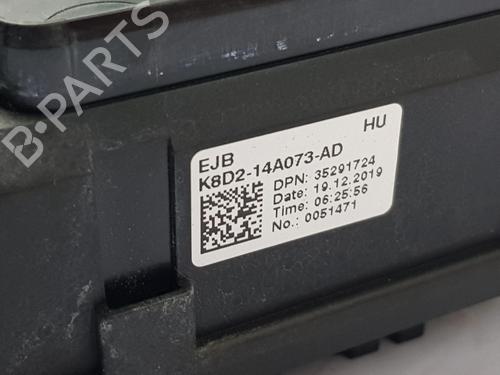 B-PARTS
HU
EJB
K8D2-14A073-AD
DPN: 35291724
Date: 19.12.2019
Time: 06:25:56
No.: 0051471